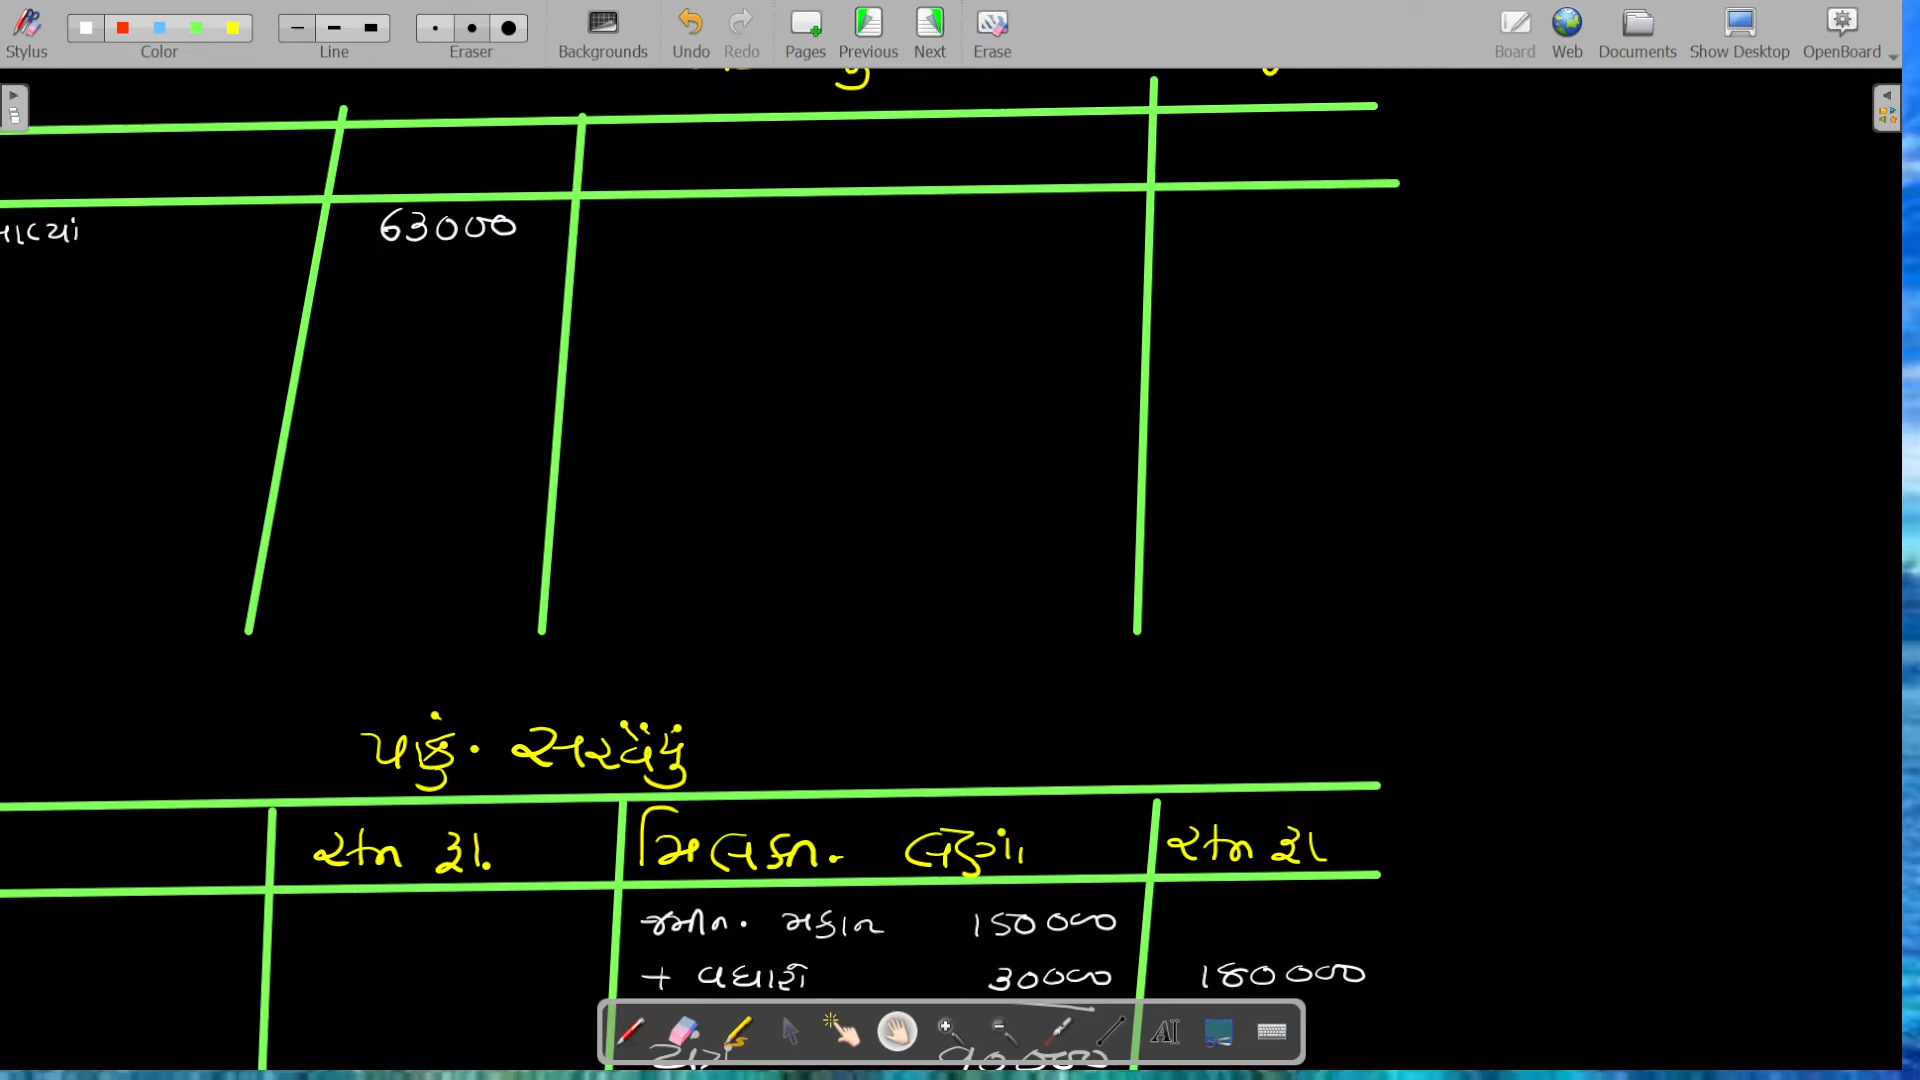 Stylus Color Line Eraser Backgrounds Undo Redo Pages Previous Next Erase Board Web Documents Show Desktop OpenBoard
63000
પાકું સરવૈયું
રકમ રૂા. મિલકત લેણાં રકમ રૂા
જમીન મકાન 150000
+ વધારો 30000 180000
યંત્રો 90000